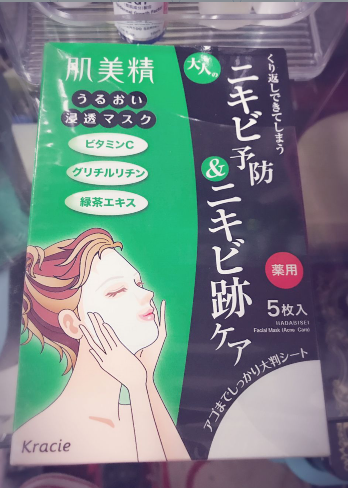 肌美精
うるおい
浸透マスク
ビタミンC
グリチルリチン
緑茶エキス
くり返しできてしまう
大人の
ニキビ予防
&ニキビ跡ケア
薬用
5枚入
HADABISEI
Facial Mask (Acne Care)
アゴまでしっかり大判シート
Kracie